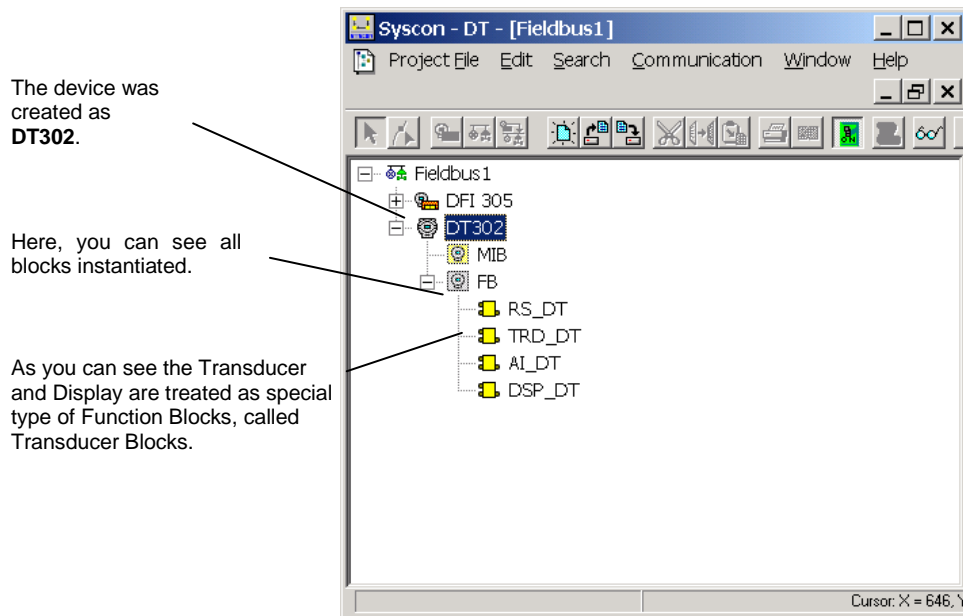 Syscon - DT - [Fieldbus1]
Project File Edit Search Communication Window Help
The device was
created as
DT302.
Here, you can see all
blocks instantiated.
As you can see the Transducer
and Display are treated as special
type of Function Blocks, called
Transducer Blocks.
ON
Fieldbus1
DFI 305
DT302
MIB
FB
RS_DT
TRD_DT
AI_DT
DSP_DT
Cursor: X = 646, Y